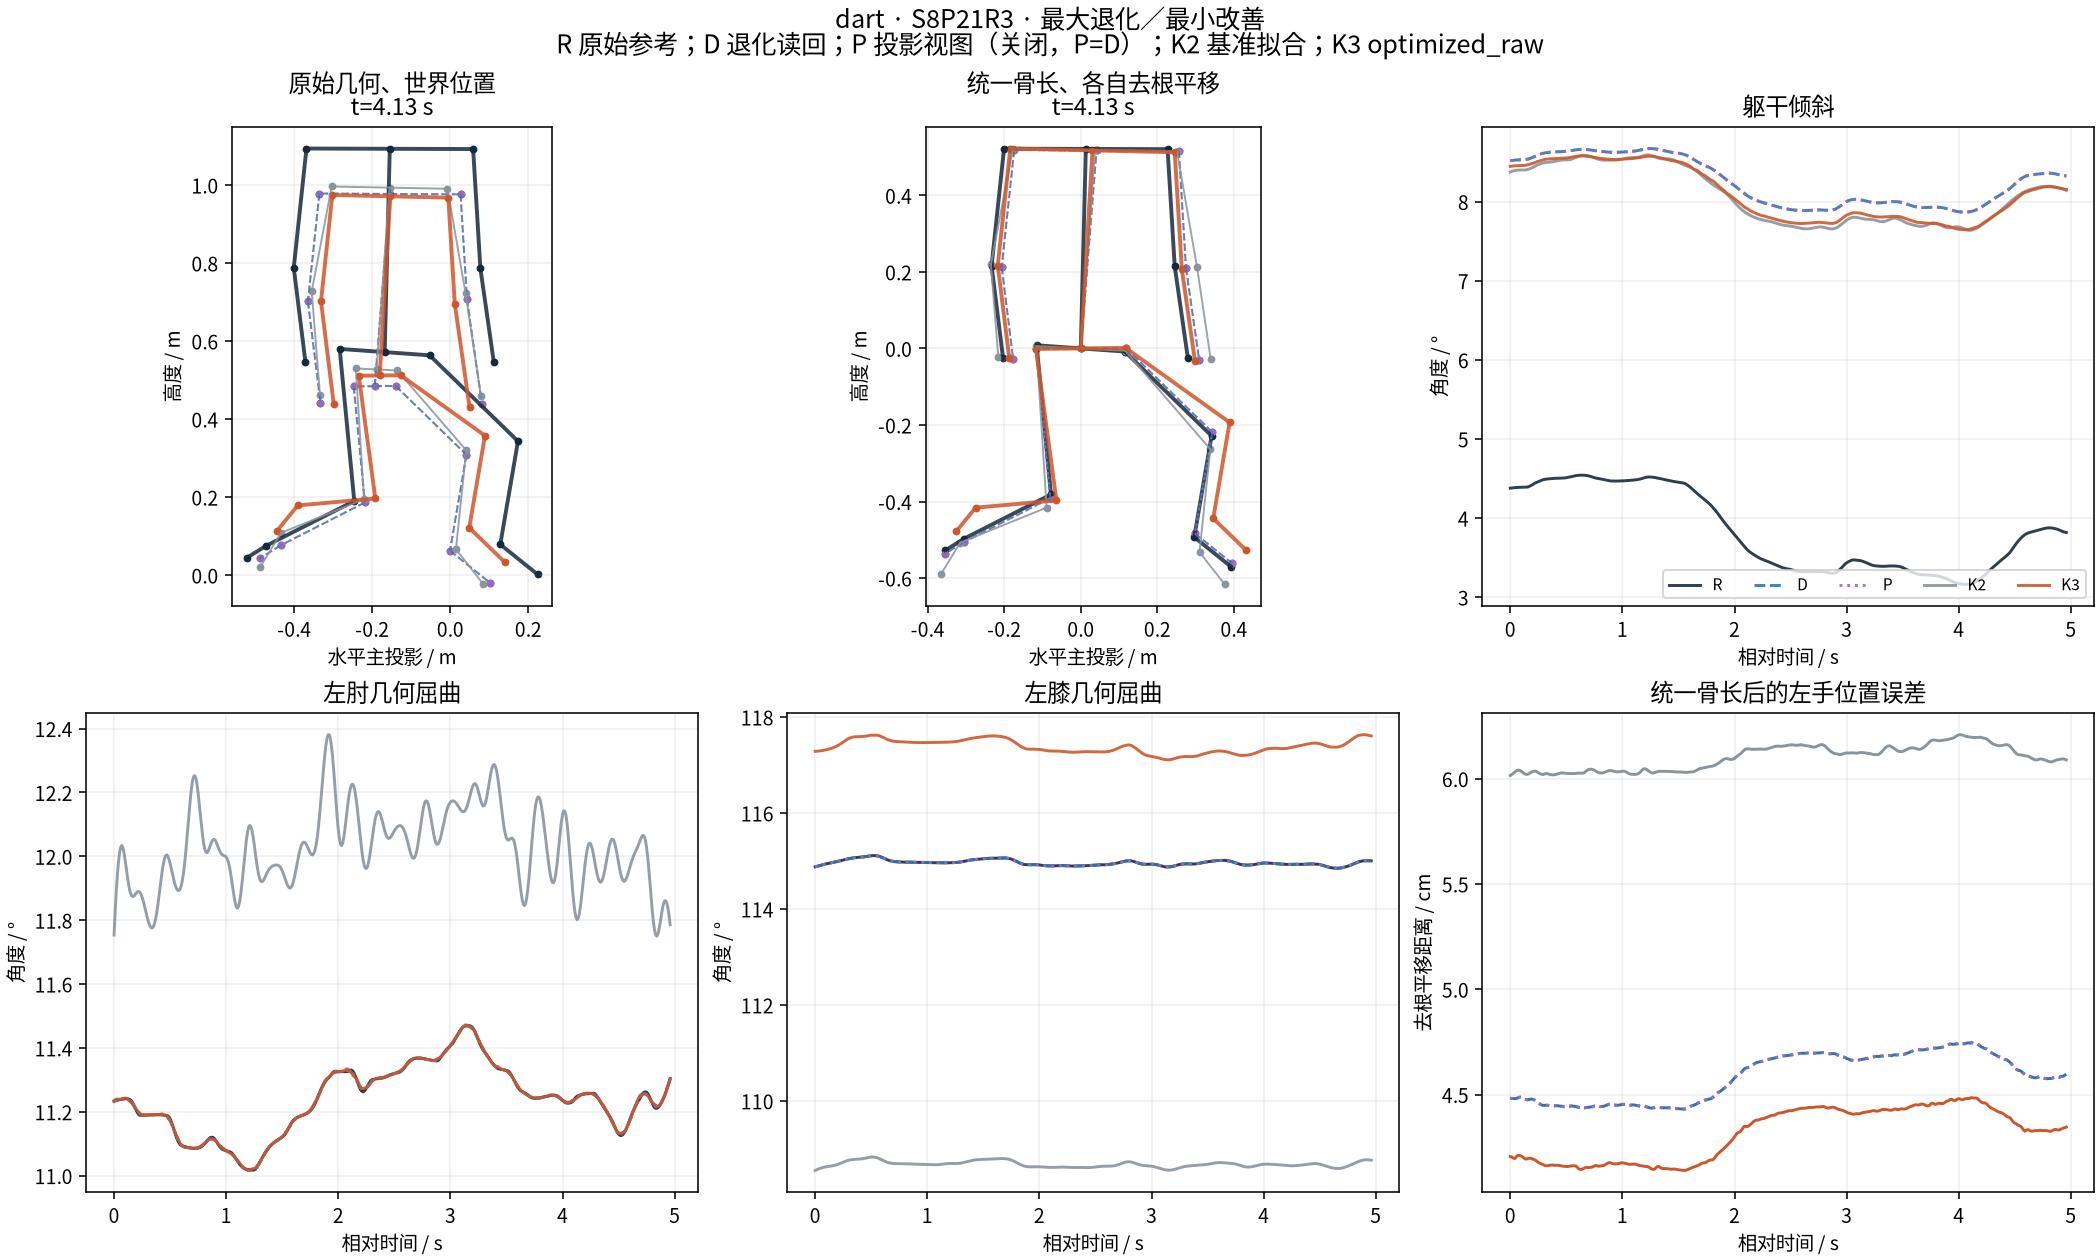 dart · S8P21R3 · 最大退化／最小改善
R 原始参考；D 退化读回；P 投影视图（关闭，P=D）；K2 基准拟合；K3 optimized_raw
原始几何、世界位置
t=4.13 s
高度 / m
1.0
0.8
0.6
0.4
0.2
0.0
-0.4
-0.2
0.0
0.2
水平主投影 / m
统一骨长、各自去根平移
t=4.13 s
高度 / m
0.4
0.2
0.0
-0.2
-0.4
-0.6
-0.4
-0.2
0.0
0.2
0.4
水平主投影 / m
躯干倾斜
角度 / °
8
7
6
5
4
3
R
D
P
K2
K3
0
1
2
3
4
5
相对时间 / s
左肘几何屈曲
角度 / °
12.4
12.2
12.0
11.8
11.6
11.4
11.2
11.0
0
1
2
3
4
5
相对时间 / s
左膝几何屈曲
角度 / °
118
116
114
112
110
0
1
2
3
4
5
相对时间 / s
统一骨长后的左手位置误差
去根平移距离 / cm
6.0
5.5
5.0
4.5
0
1
2
3
4
5
相对时间 / s